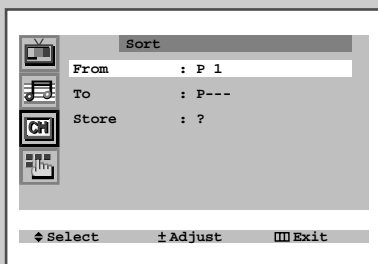 Sort
From : P 1
To : P---
Store : ?
CH
Select ± Adjust Exit